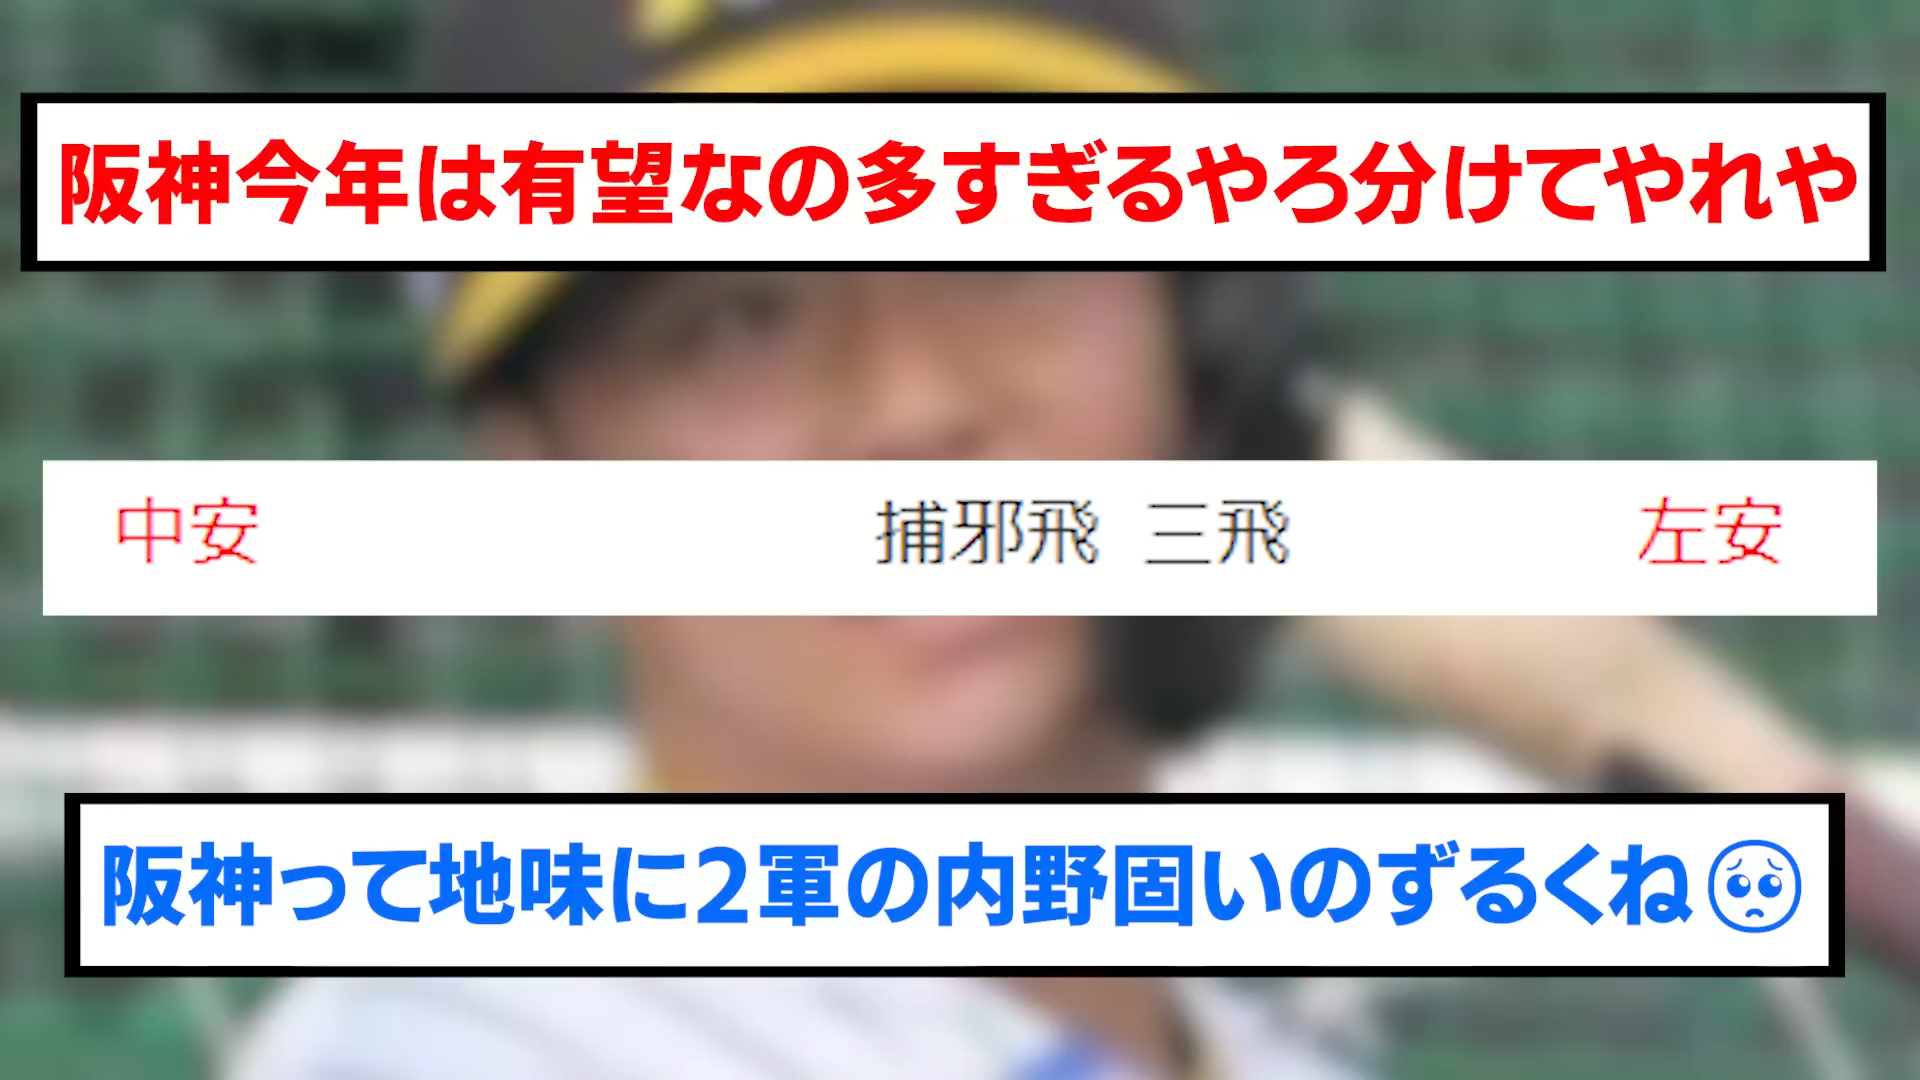 阪神今年は有望なの多すぎるやろ分けてやれや
中安 捕邪飛 三飛 左安
阪神って地味に2軍の内野固いのずるくね🥺